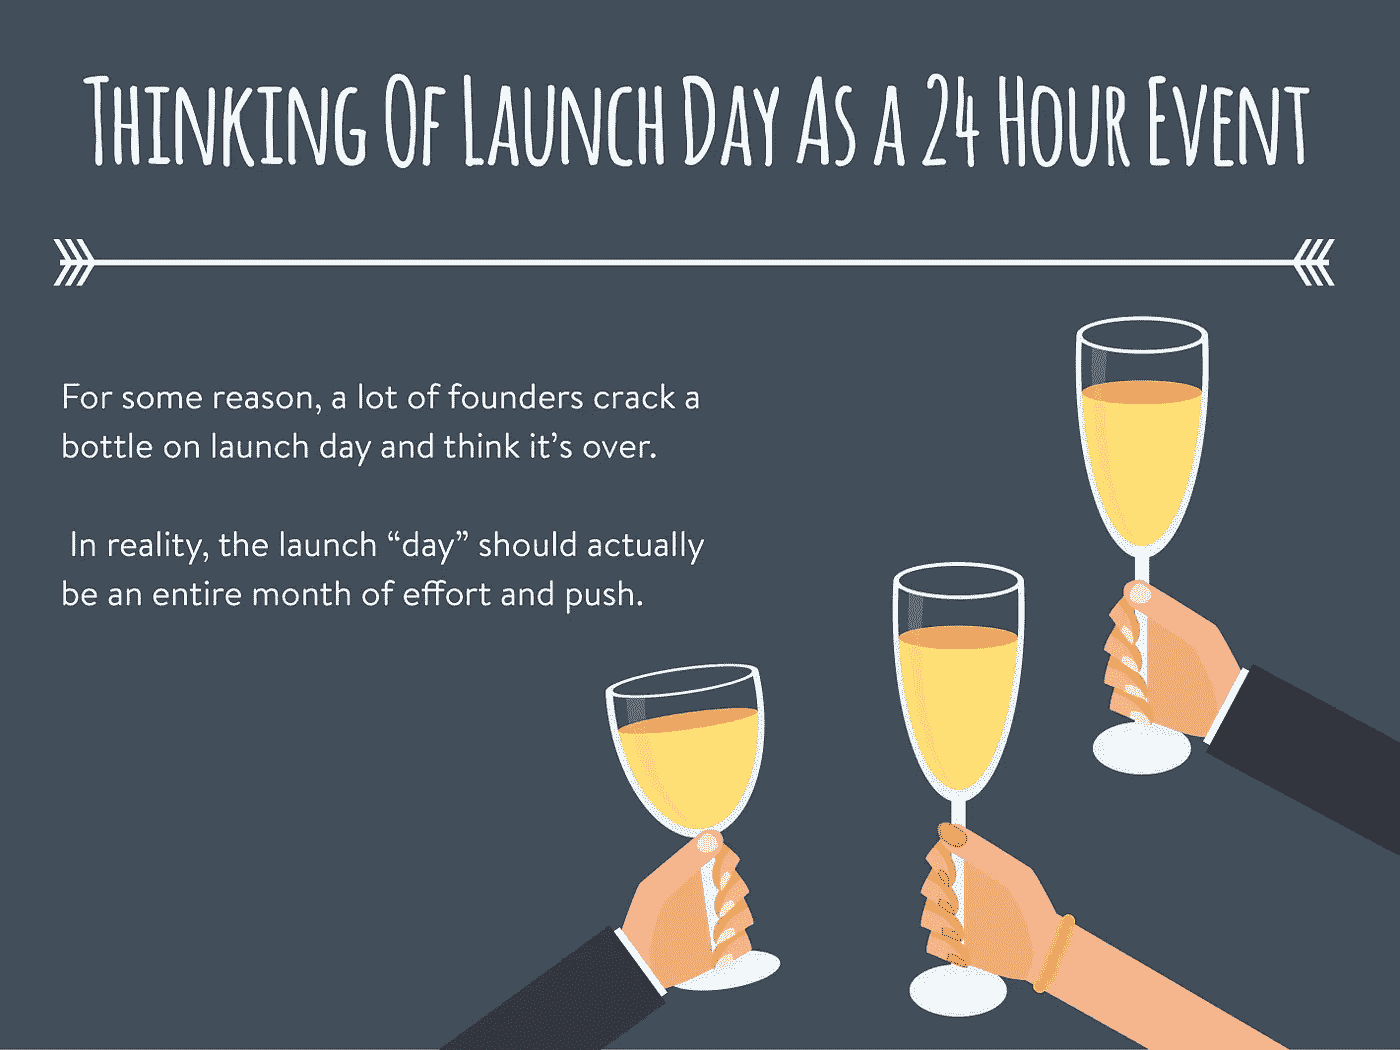 Thinking Of Launch Day As a 24 Hour Event
For some reason, a lot of founders crack a
bottle on launch day and think it’s over.
In reality, the launch “day” should actually
be an entire month of effort and push.